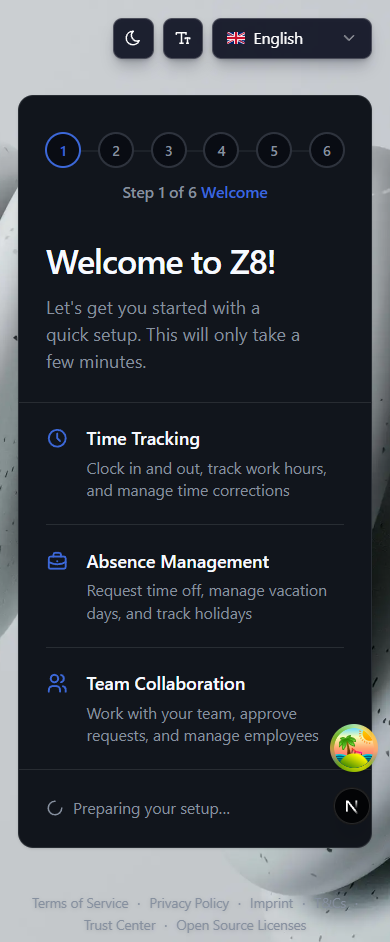 English
1 2 3 4 5 6
Step 1 of 6 Welcome
Welcome to Z8!
Let's get you started with a
quick setup. This will only take a
few minutes.
Time Tracking
Clock in and out, track work hours,
and manage time corrections
Absence Management
Request time off, manage vacation
days, and track holidays
Team Collaboration
Work with your team, approve
requests, and manage employees
Preparing your setup...
N
Terms of Service · Privacy Policy · Imprint ·
Trust Center · Open Source Licenses